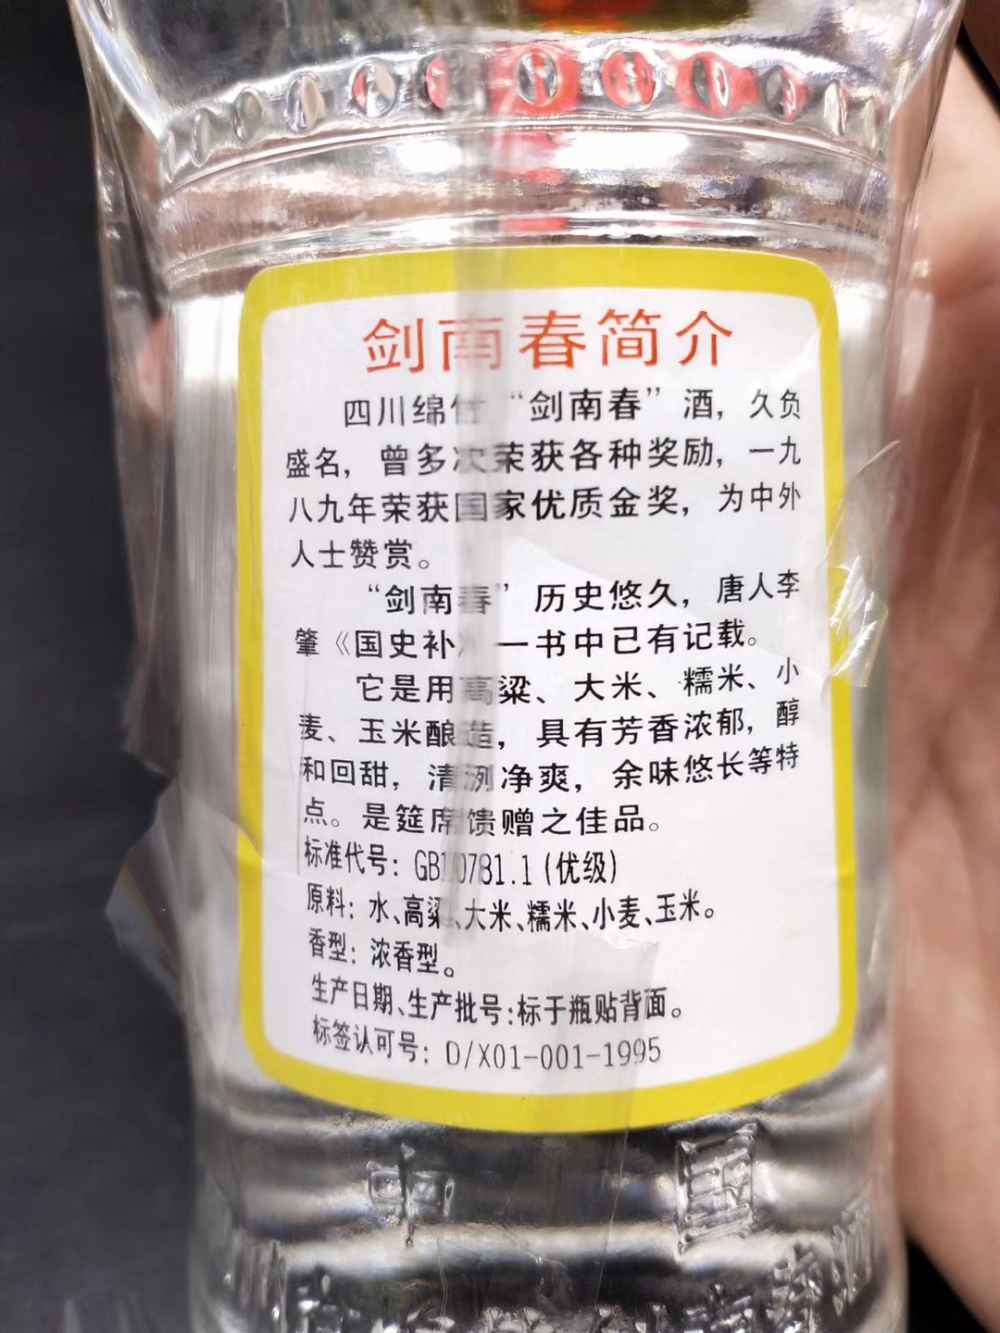 剑南春简介
四川绵竹“剑南春”酒，久负
盛名，曾多次荣获各种奖励，一九
八九年荣获国家优质金奖，为中外
人士赞赏。
“剑南春”历史悠久，唐人李
肇《国史补》一书中已有记载。
它是用高粱、大米、糯米、小
麦、玉米酿造，具有芳香浓郁，醇
和回甜，清洌净爽，余味悠长等特
点。是筵席馈赠之佳品。
标准代号：GB10781.1(优级)
原料：水、高粱、大米、糯米、小麦、玉米。
香型：浓香型。
生产日期、生产批号:标于瓶贴背面。
标签认可号：D/X01-001-1995
中国